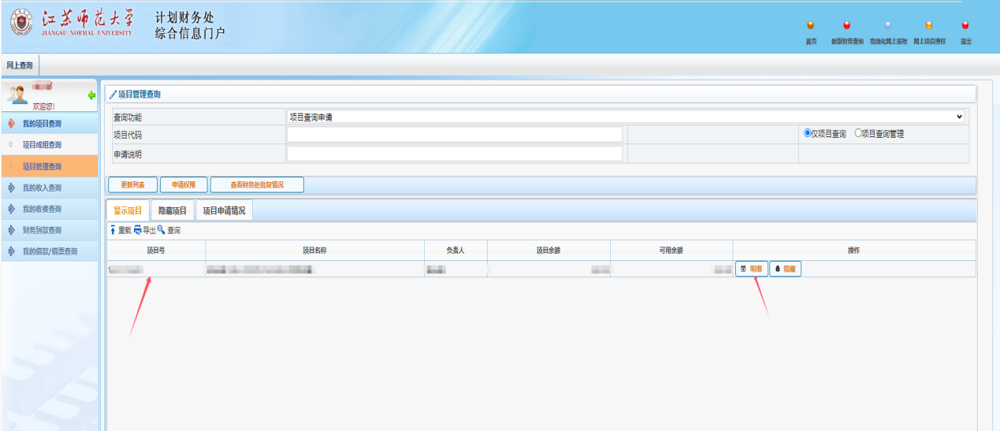 江苏师范大学
JIANGSU NORMAL UNIVERSITY
计划财务处
综合信息门户
首页 新版财务查询 物流化网上报账 网上项目授权 退出
网上查询
欢迎您!
我的项目查询
0 项目成组查询
1 项目管理查询
我的收入查询
我的收费查询
财务到款查询
我的借款/借票查询
项目管理查询
查询功能 项目查询申请
项目代码 仅项目查询 项目查询管理
申请说明
更新列表 申请权限 查看财务处批复情况
显示项目 隐藏项目 项目申请情况
重载 导出 查询
项目号 项目名称 负责人 项目余额 可用余额 操作
明细 隐藏